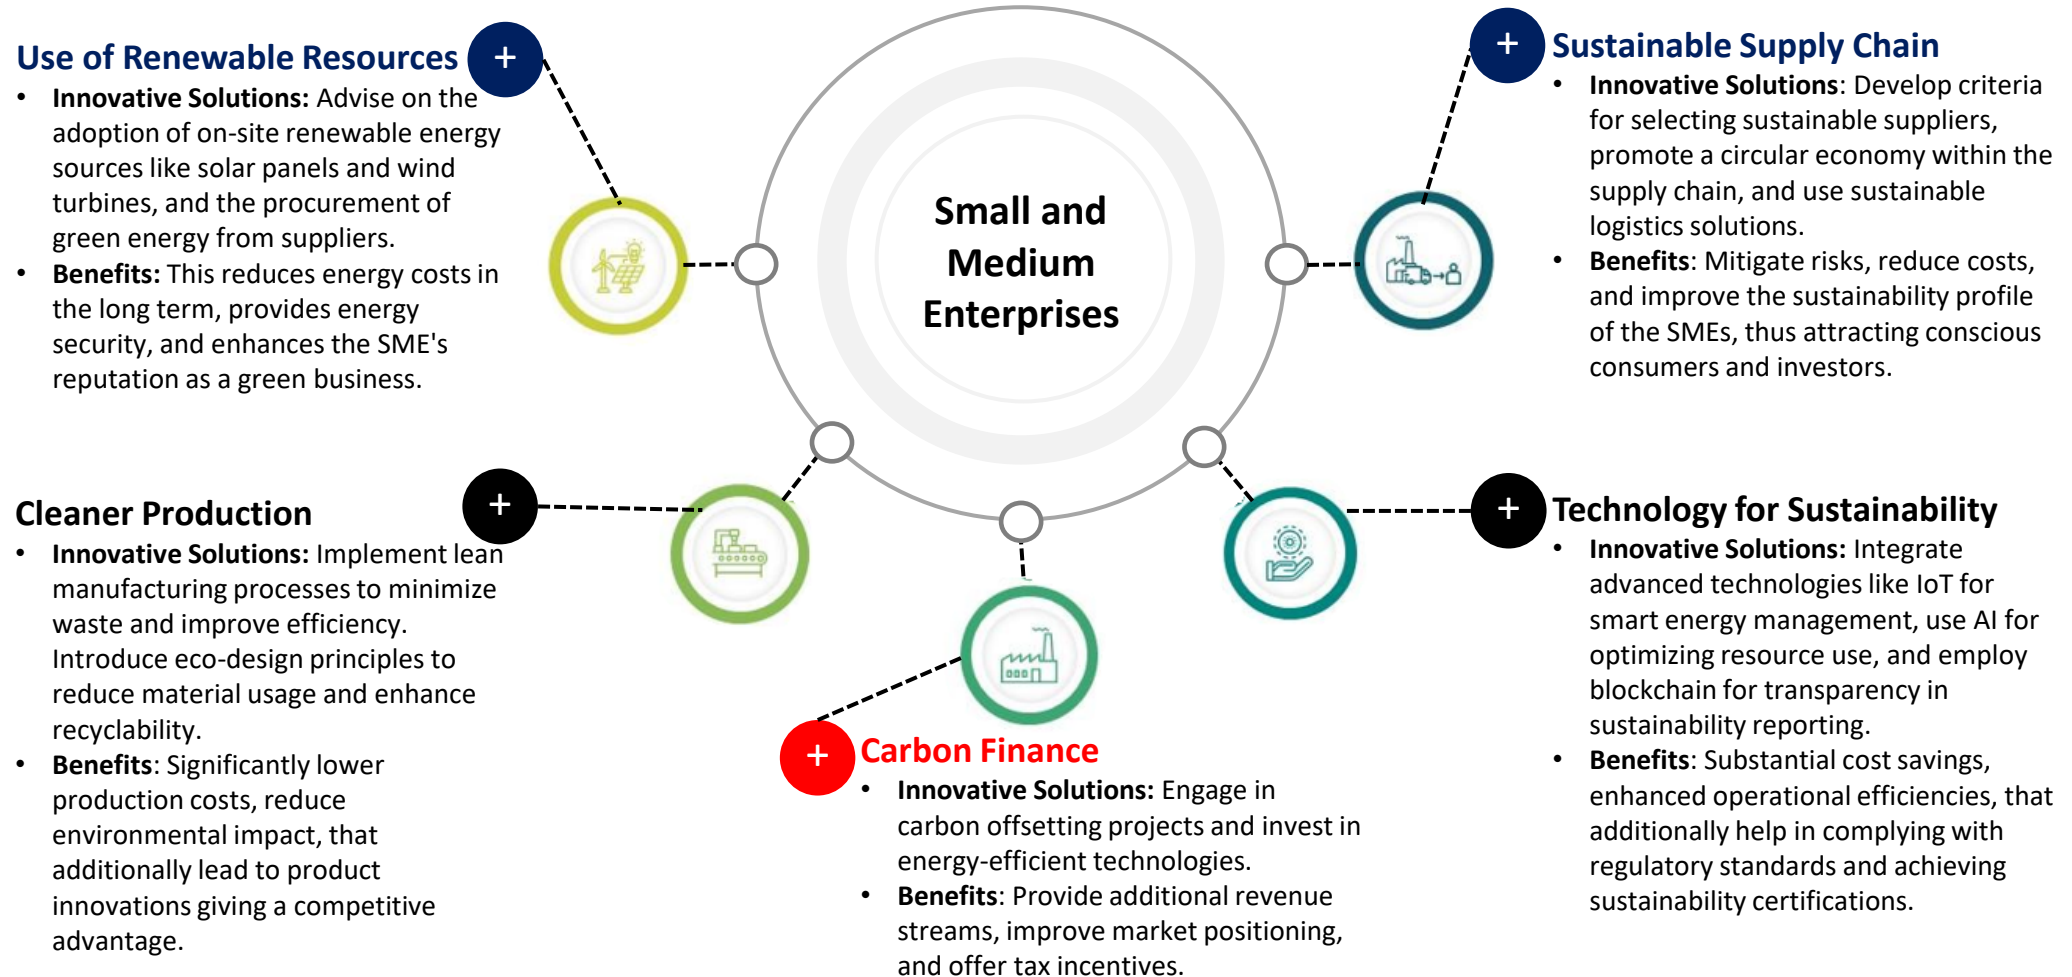 Use of Renewable Resources
+
• Innovative Solutions: Advise on the
adoption of on-site renewable energy
sources like solar panels and wind
turbines, and the procurement of
green energy from suppliers.
• Benefits: This reduces energy costs in
the long term, provides energy
security, and enhances the SME's
reputation as a green business.
Small and
Medium
Enterprises
+
Sustainable Supply Chain
• Innovative Solutions: Develop criteria
for selecting sustainable suppliers,
promote a circular economy within the
supply chain, and use sustainable
logistics solutions.
• Benefits: Mitigate risks, reduce costs,
and improve the sustainability profile
of the SMEs, thus attracting conscious
consumers and investors.
Cleaner Production
+
• Innovative Solutions: Implement lean
manufacturing processes to minimize
waste and improve efficiency.
Introduce eco-design principles to
reduce material usage and enhance
recyclability.
• Benefits: Significantly lower
production costs, reduce
environmental impact, that
additionally lead to product
innovations giving a competitive
advantage.
+
Carbon Finance
• Innovative Solutions: Engage in
carbon offsetting projects and invest in
energy-efficient technologies.
• Benefits: Provide additional revenue
streams, improve market positioning,
and offer tax incentives.
+
Technology for Sustainability
• Innovative Solutions: Integrate
advanced technologies like IoT for
smart energy management, use AI for
optimizing resource use, and employ
blockchain for transparency in
sustainability reporting.
• Benefits: Substantial cost savings,
enhanced operational efficiencies, that
additionally help in complying with
regulatory standards and achieving
sustainability certifications.